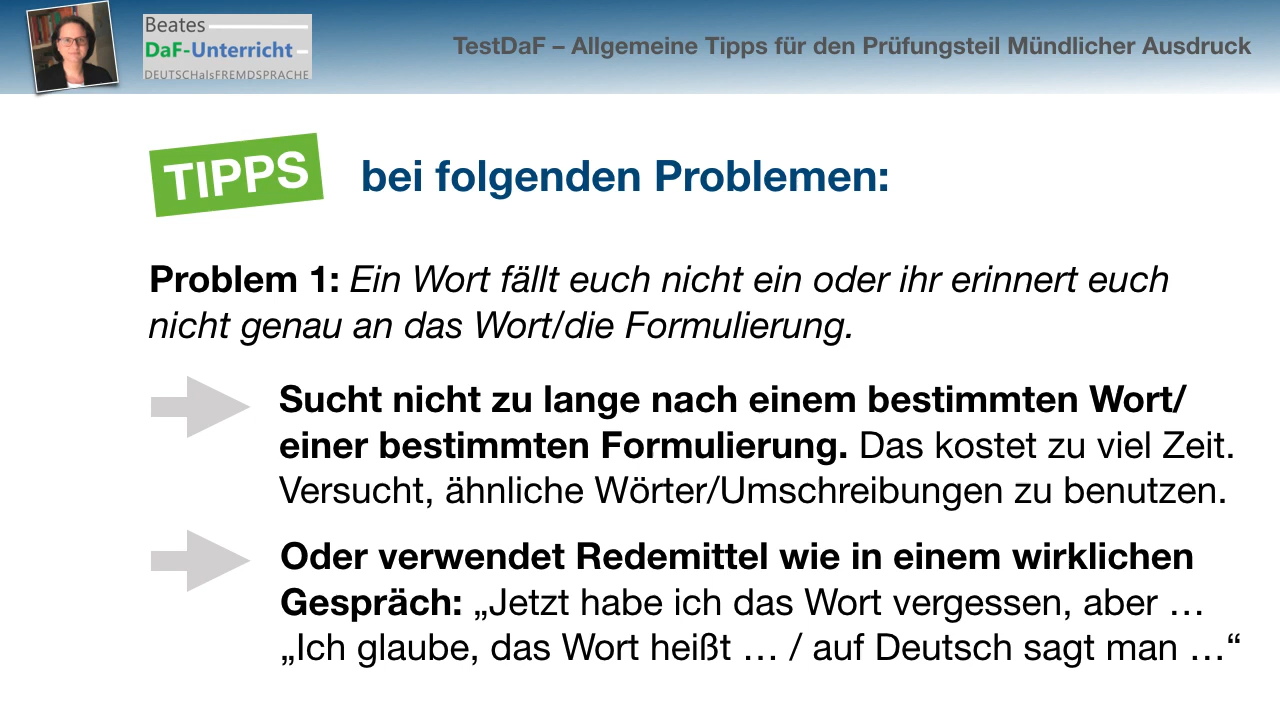 Beates
DaF-Unterricht
DEUTSCHalsFREMDSPRACHE
TestDaF – Allgemeine Tipps für den Prüfungsteil Mündlicher Ausdruck
TIPPS
bei folgenden Problemen:
Problem 1: Ein Wort fällt euch nicht ein oder ihr erinnert euch
nicht genau an das Wort/die Formulierung.
Sucht nicht zu lange nach einem bestimmten Wort/
einer bestimmten Formulierung. Das kostet zu viel Zeit.
Versucht, ähnliche Wörter/Umschreibungen zu benutzen.
Oder verwendet Redemittel wie in einem wirklichen
Gespräch: „Jetzt habe ich das Wort vergessen, aber …
„Ich glaube, das Wort heißt … / auf Deutsch sagt man …“